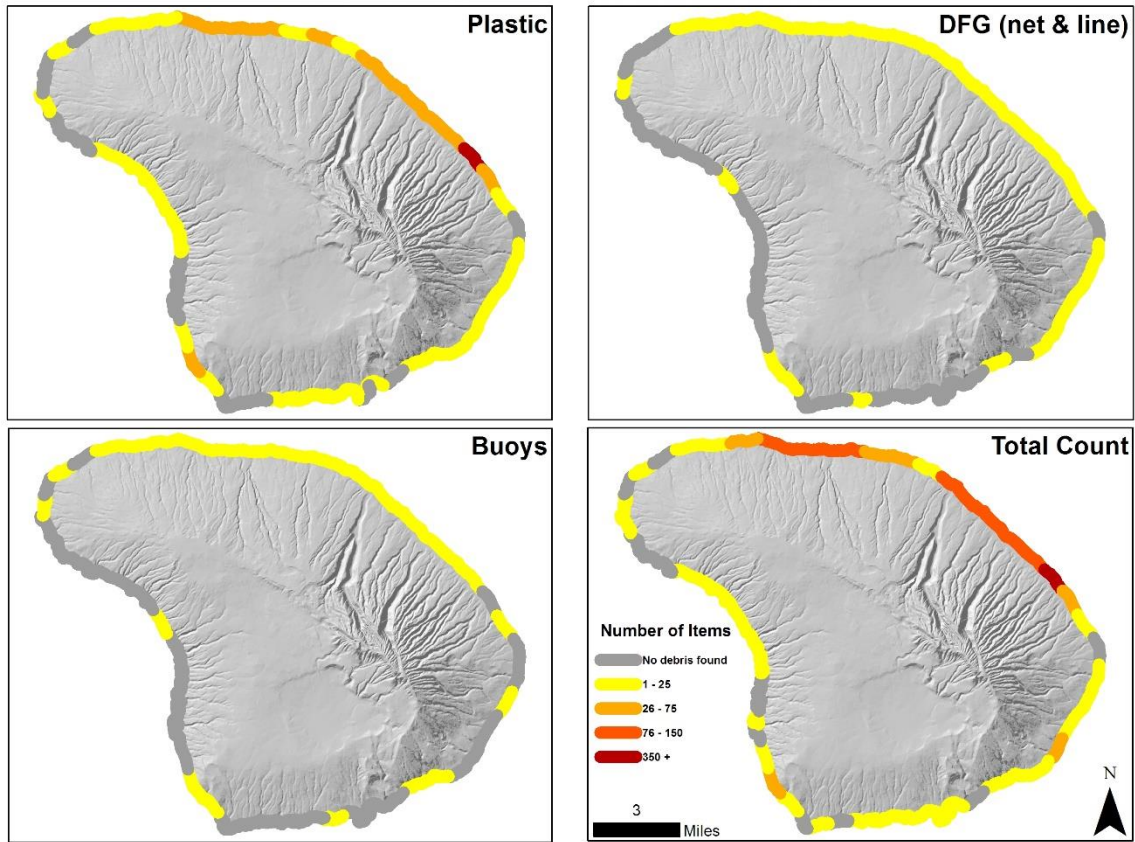 Plastic
DFG (net & line)
Buoys
Total Count
Number of Items
No debris found
1 - 25
26 - 75
76 - 150
350 +
3
Miles
N